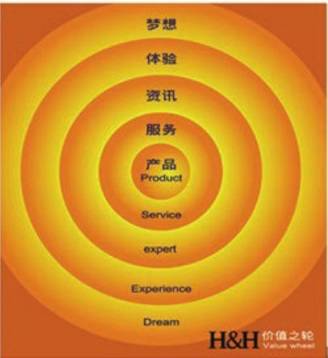 梦想
体验
资讯
服务
产品
Product
Service
expert
Experience
Dream
H&H 价值之轮
Value wheel